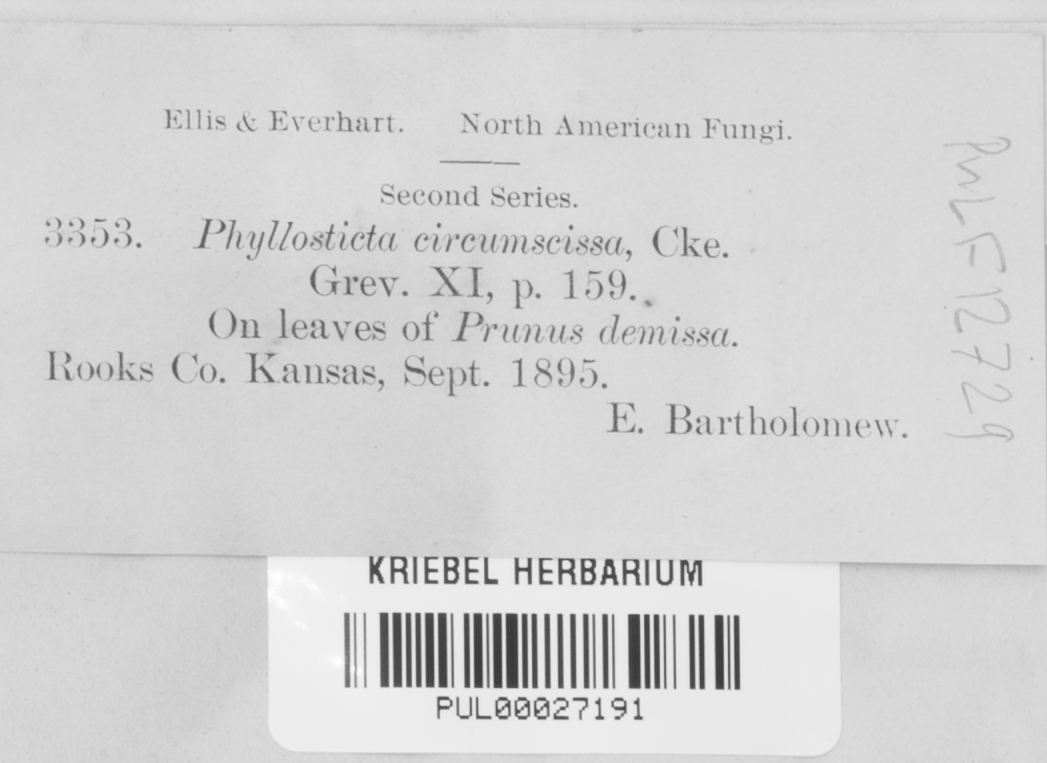 Ellis & Everhart. North American Fungi.
Second Series.
3353. Phyllosticta circumscissa, Cke.
Grev. XI, p. 159.
On leaves of Prunus demissa.
Rooks Co. Kansas, Sept. 1895.
E. Bartholomew.
PUL F12729
KRIEBEL HERBARIUM
PUL00027191